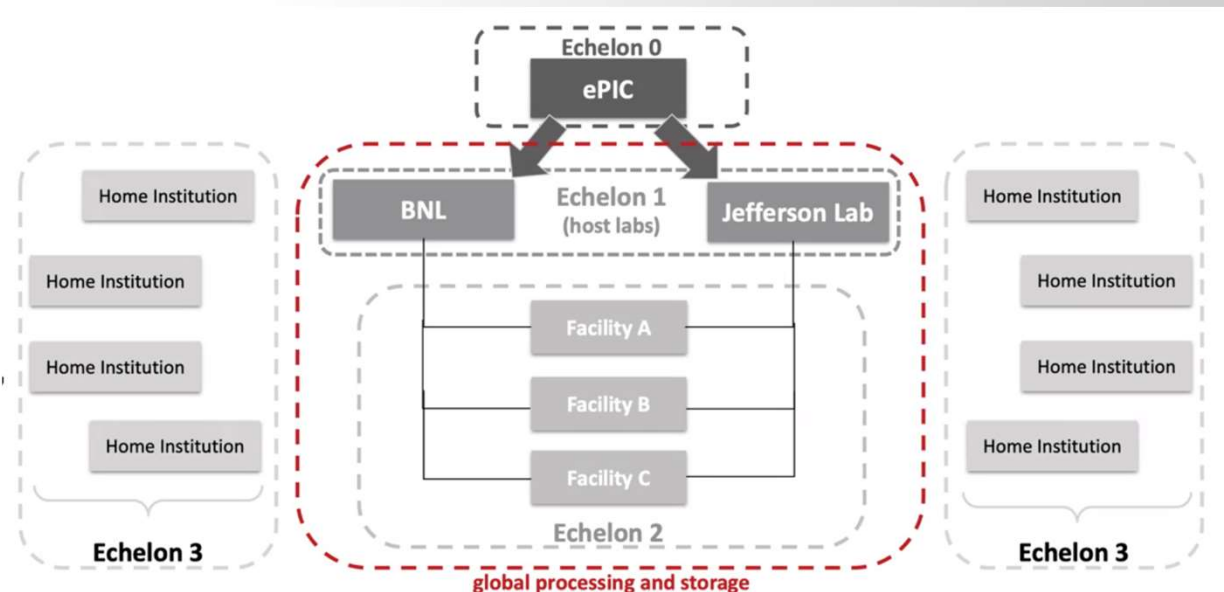 Echelon 0
ePIC
BNL
Echelon 1
(host labs)
Jefferson Lab
Home Institution
Home Institution
Home Institution
Home Institution
Echelon 3
Facility A
Facility B
Facility C
Echelon 2
global processing and storage
Home Institution
Home Institution
Home Institution
Home Institution
Echelon 3